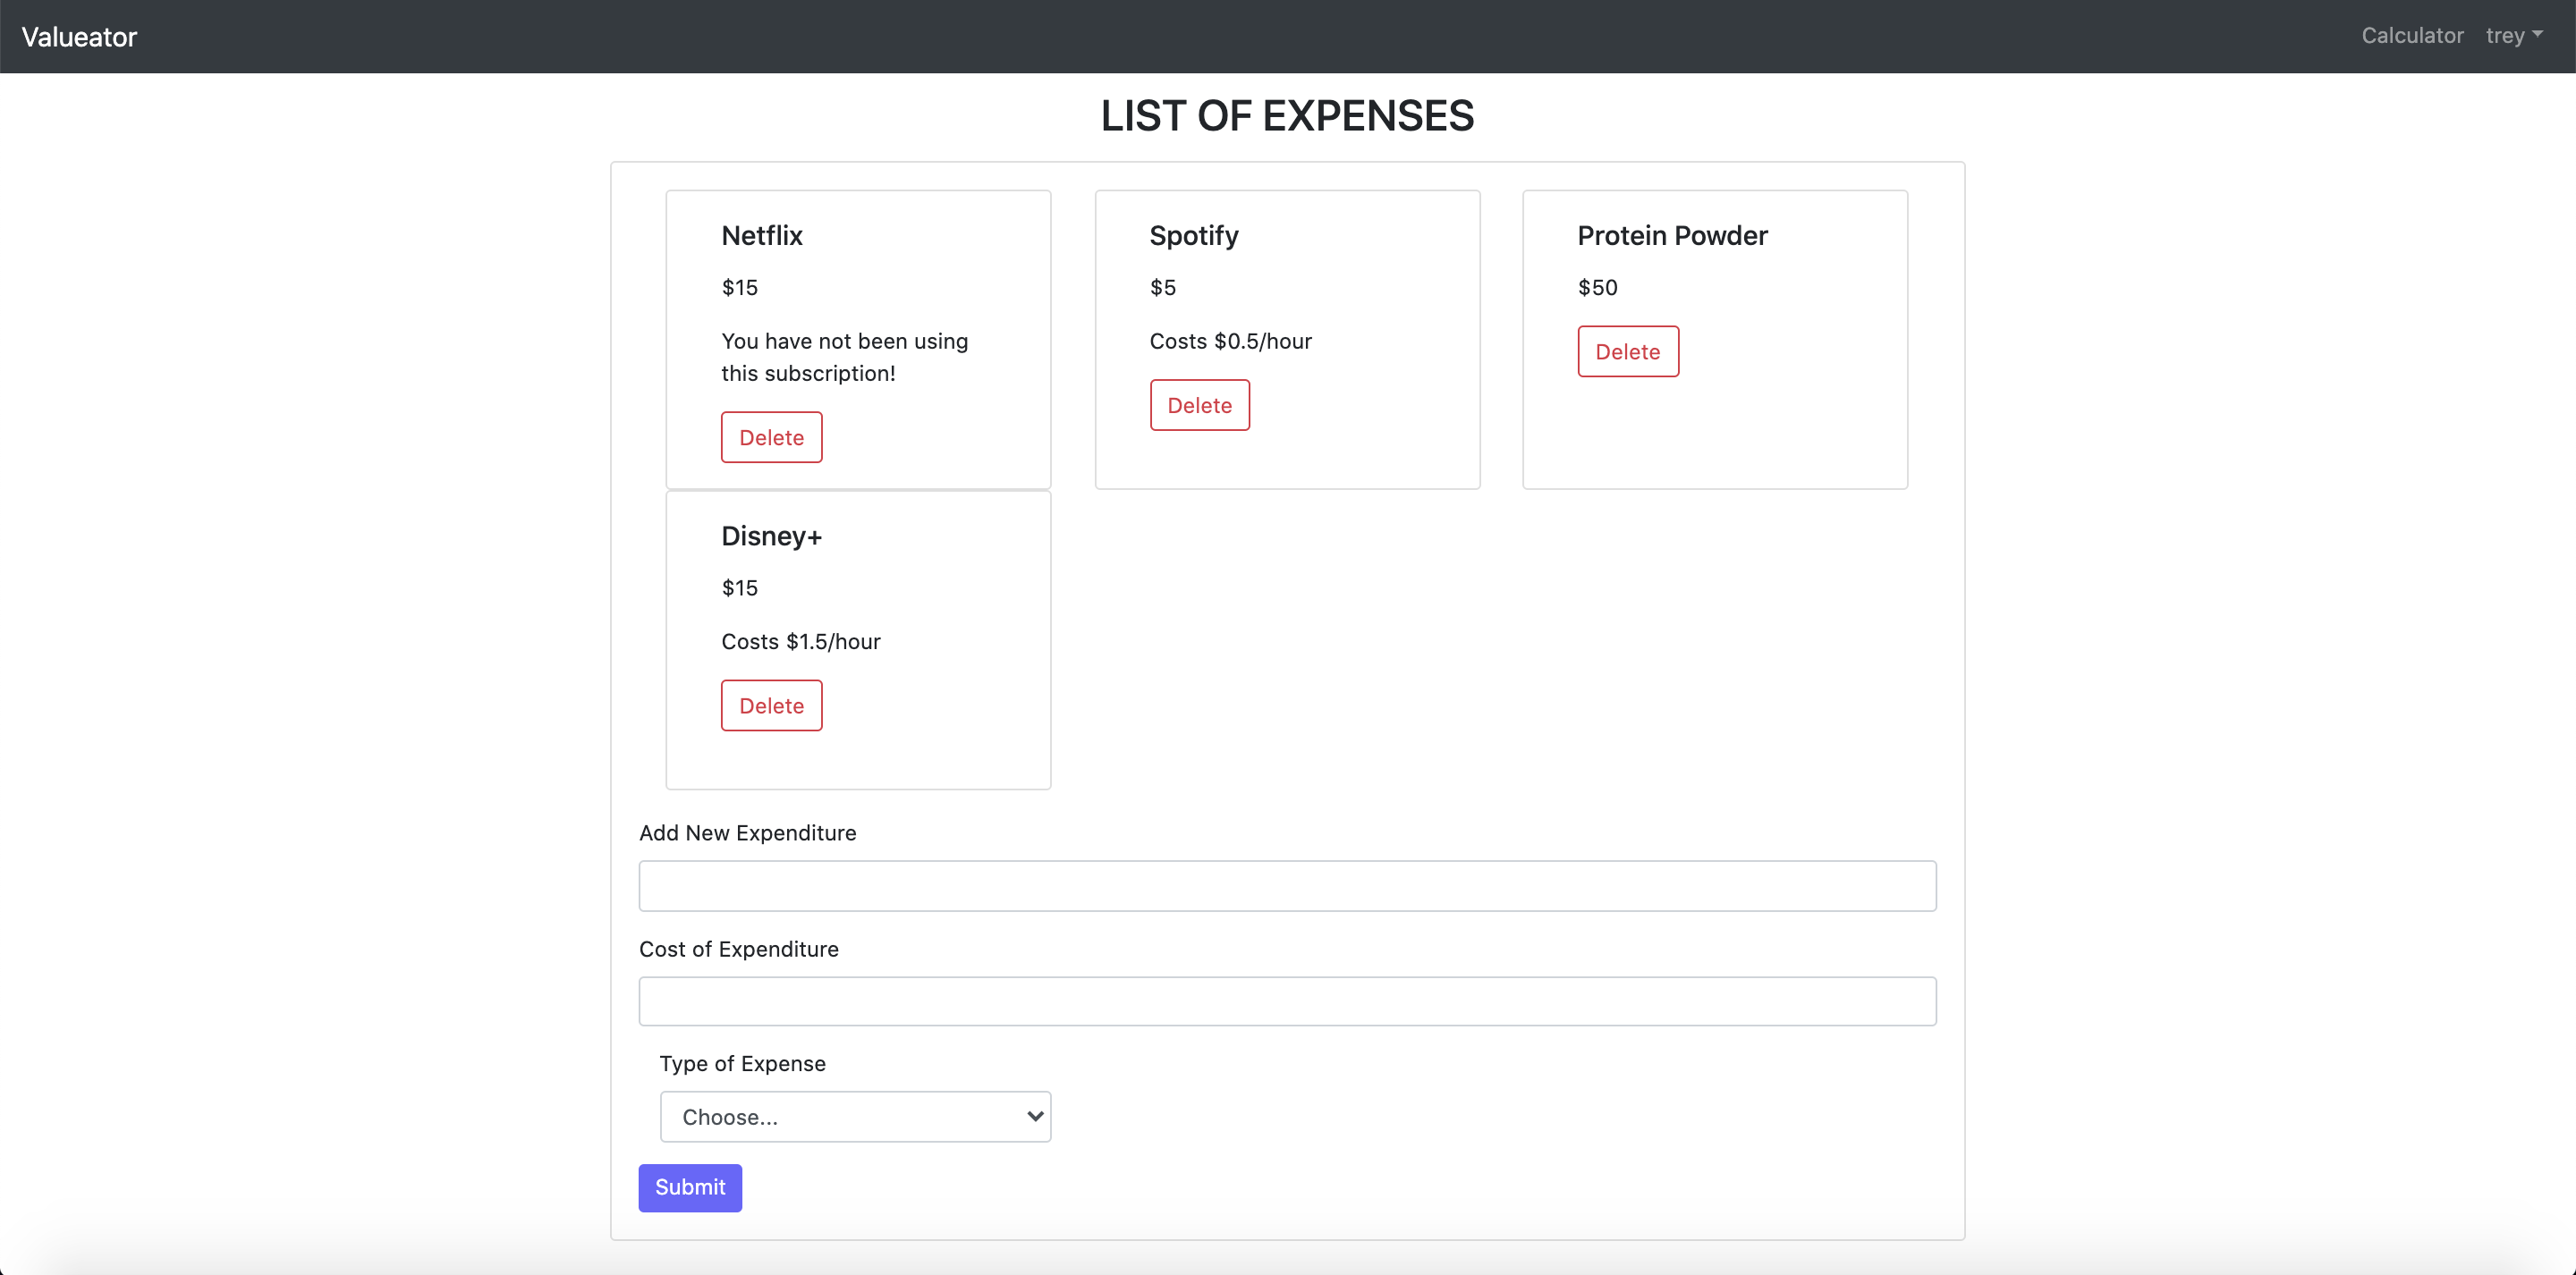 Valueator
Calculator
trey
LIST OF EXPENSES
Netflix
$15
You have not been using
this subscription!
Delete
Spotify
$5
Costs $0.5/hour
Delete
Protein Powder
$50
Delete
Disney+
$15
Costs $1.5/hour
Delete
Add New Expenditure
Cost of Expenditure
Type of Expense
Choose...
Submit